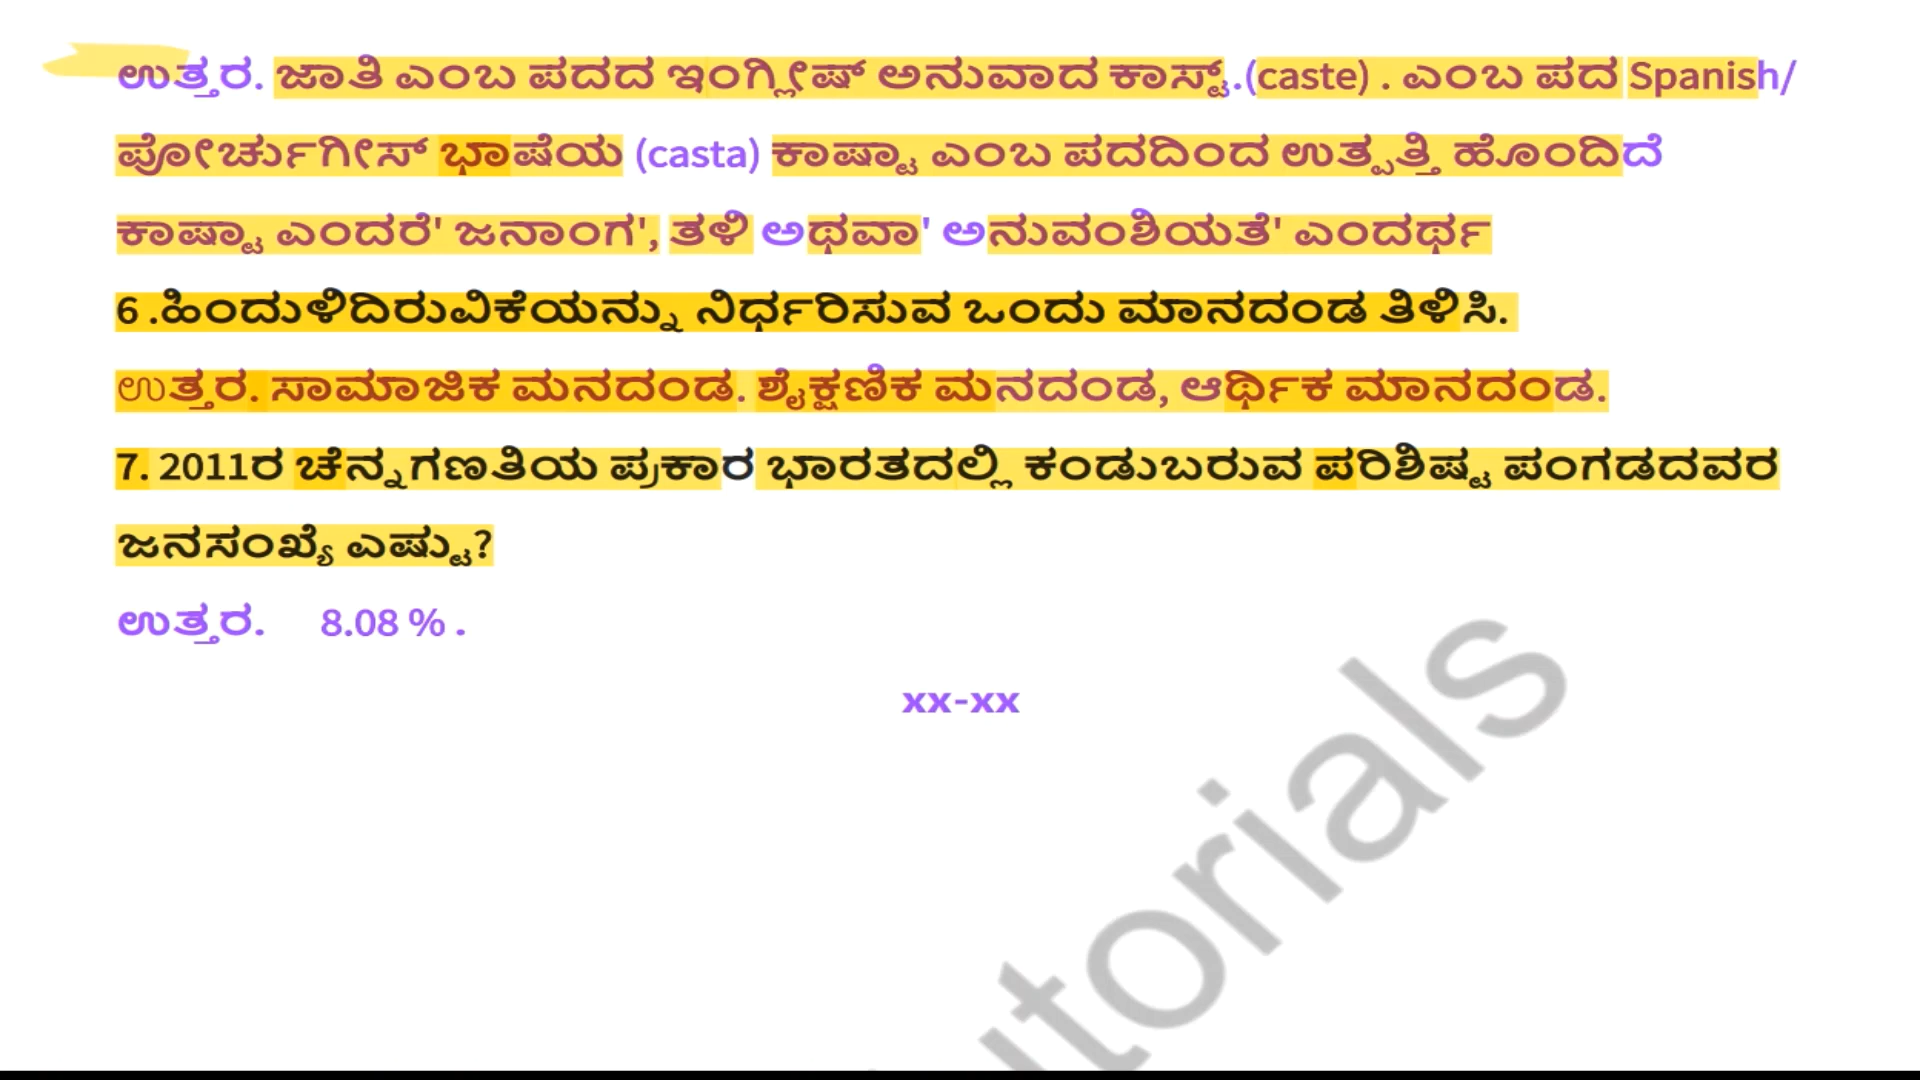 ಉತ್ತರ. ಜಾತಿ ಎಂಬ ಪದದ ಇಂಗ್ಲೀಷ್ ಅನುವಾದ ಕಾಸ್ಟ್.(caste) . ಎಂಬ ಪದ Spanish/
ಪೋರ್ಚುಗೀಸ್ ಭಾಷೆಯ (casta) ಕಾಷ್ಟಾ ಎಂಬ ಪದದಿಂದ ಉತ್ಪತ್ತಿ ಹೊಂದಿದೆ
ಕಾಷ್ಟಾ ಎಂದರೆ' ಜನಾಂಗ', ತಳಿ ಅಥವಾ' ಅನುವಂಶಿಯತೆ' ಎಂದರ್ಥ
6 .ಹಿಂದುಳಿದಿರುವಿಕೆಯನ್ನು ನಿರ್ಧರಿಸುವ ಒಂದು ಮಾನದಂಡ ತಿಳಿಸಿ.
ಉತ್ತರ. ಸಾಮಾಜಿಕ ಮನದಂಡ. ಶೈಕ್ಷಣಿಕ ಮನದಂಡ, ಆರ್ಥಿಕ ಮಾನದಂಡ.
7. 2011ರ ಚೆನ್ನಗಣತಿಯ ಪ್ರಕಾರ ಭಾರತದಲ್ಲಿ ಕಂಡುಬರುವ ಪರಿಶಿಷ್ಟ ಪಂಗಡದವರ
ಜನಸಂಖ್ಯೆ ಎಷ್ಟು?
ಉತ್ತರ. 8.08 % .
xx-xx
utorials